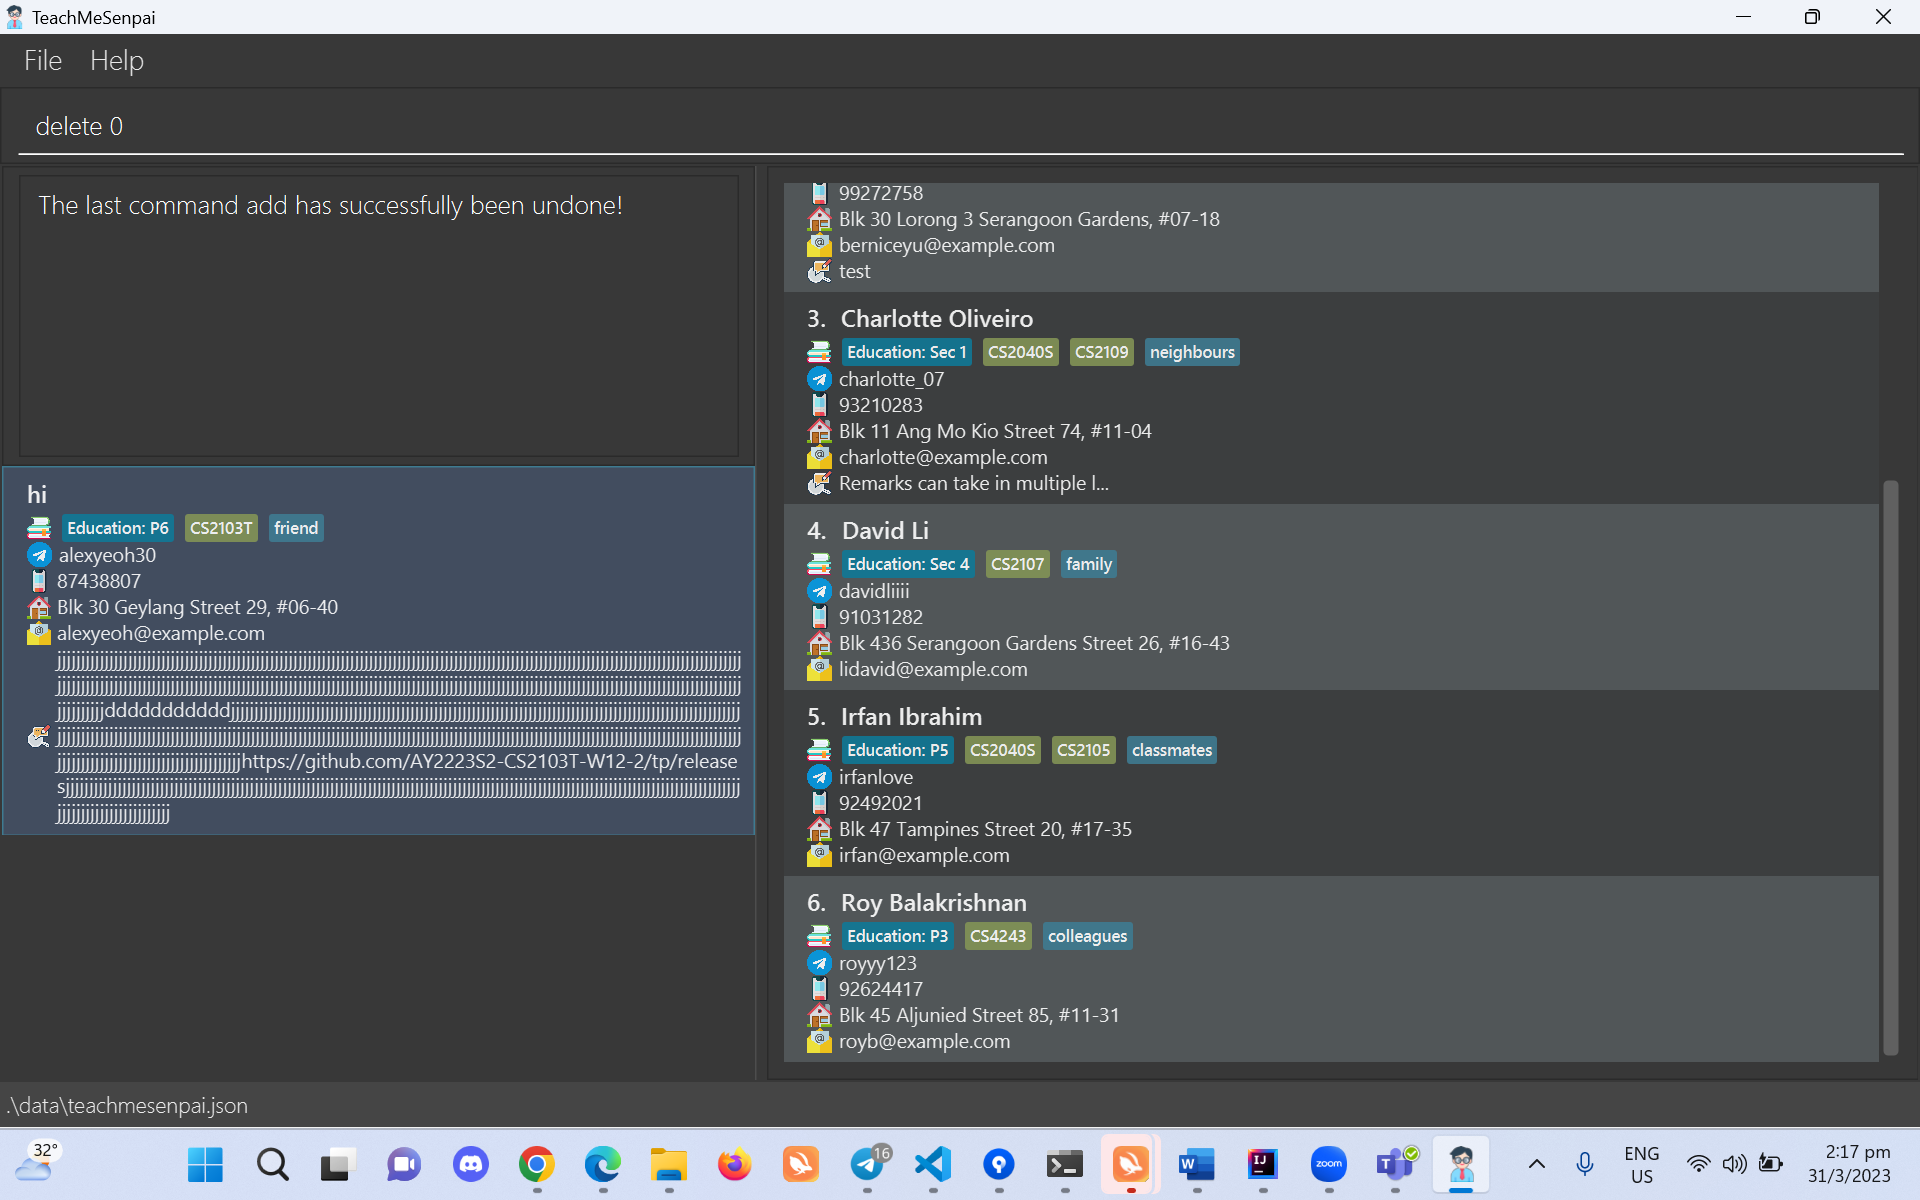 TeachMeSenpai
File Help
delete 0
The last command add has successfully been undone!
hi
Education: P6 CS2103T friend
alexyeoh30
87438807
Blk 30 Geylang Street 29, #06-40
alexyeoh@example.com
ddddddddddd
https://github.com/AY2223S2-CS2103T-W12-2/tp/release
s
99272758
Blk 30 Lorong 3 Serangoon Gardens, #07-18
berniceyu@example.com
test
3. Charlotte Oliveiro
Education: Sec 1 CS2040S CS2109 neighbours
charlotte_07
93210283
Blk 11 Ang Mo Kio Street 74, #11-04
charlotte@example.com
Remarks can take in multiple l...
4. David Li
Education: Sec 4 CS2107 family
davidliiii
91031282
Blk 436 Serangoon Gardens Street 26, #16-43
lidavid@example.com
5. Irfan Ibrahim
Education: P5 CS2040S CS2105 classmates
irfanlove
92492021
Blk 47 Tampines Street 20, #17-35
irfan@example.com
6. Roy Balakrishnan
Education: P3 CS4243 colleagues
royyy123
92624417
Blk 45 Aljunied Street 85, #11-31
royb@example.com
.\data\teachmesenpai.json
32°
16
zoom
ENG
US
2:17 pm
31/3/2023